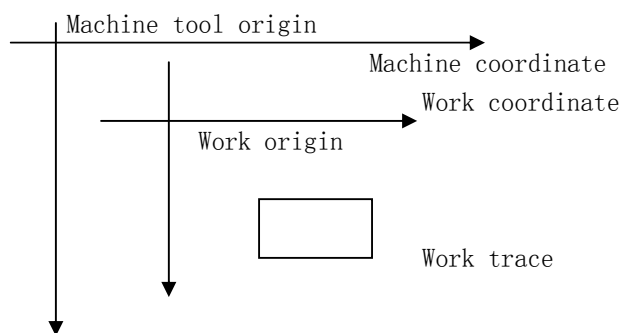 Machine tool origin
Machine coordinate
Work coordinate
Work origin
Work trace